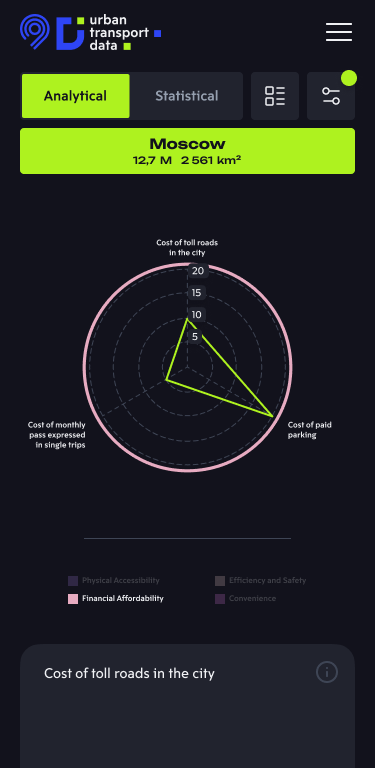 urban
transport
data
Analytical
Statistical
Moscow
12,7 M 2 561 km²
Cost of toll roads
in the city
20
15
10
5
Cost of monthly
pass expressed
in single trips
Cost of paid
parking
Physical Accessibility
Efficiency and Safety
Financial Affordability
Convenience
Cost of toll roads in the city